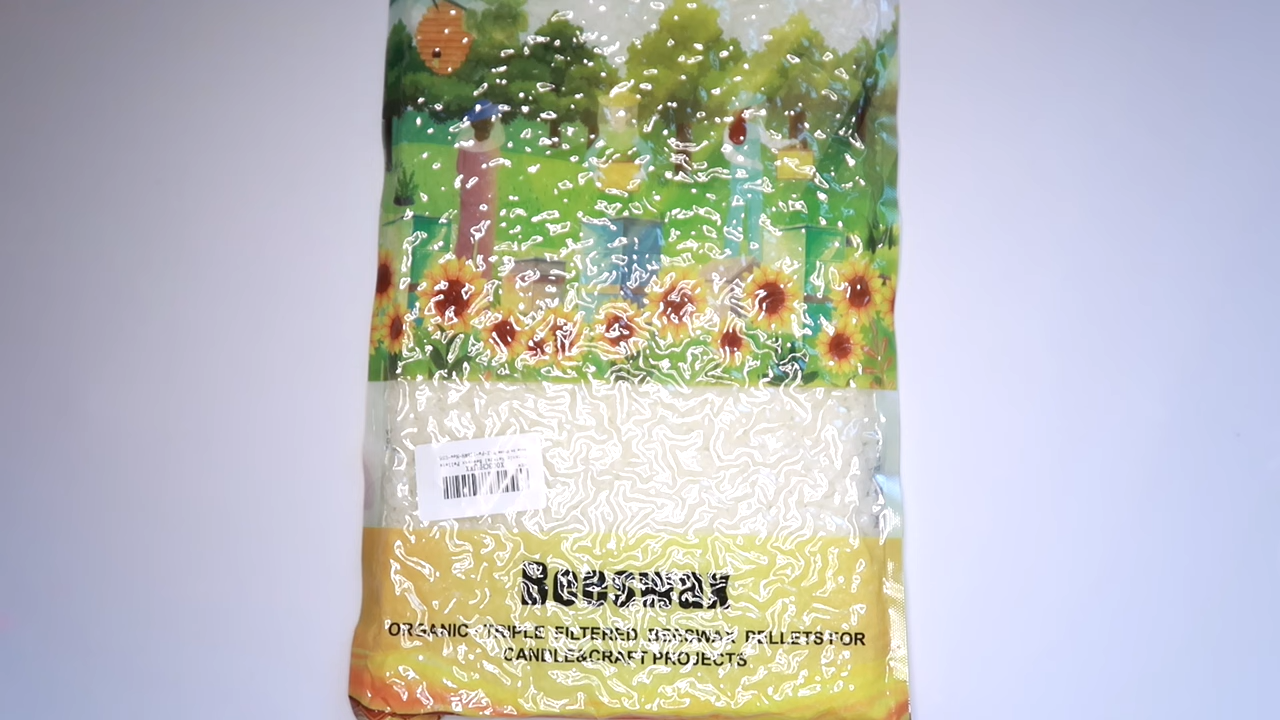 Beeswax
ORGANIC TRIPLE FILTERED BEESWAX PELLETS FOR
CANDLE&CRAFT PROJECTS